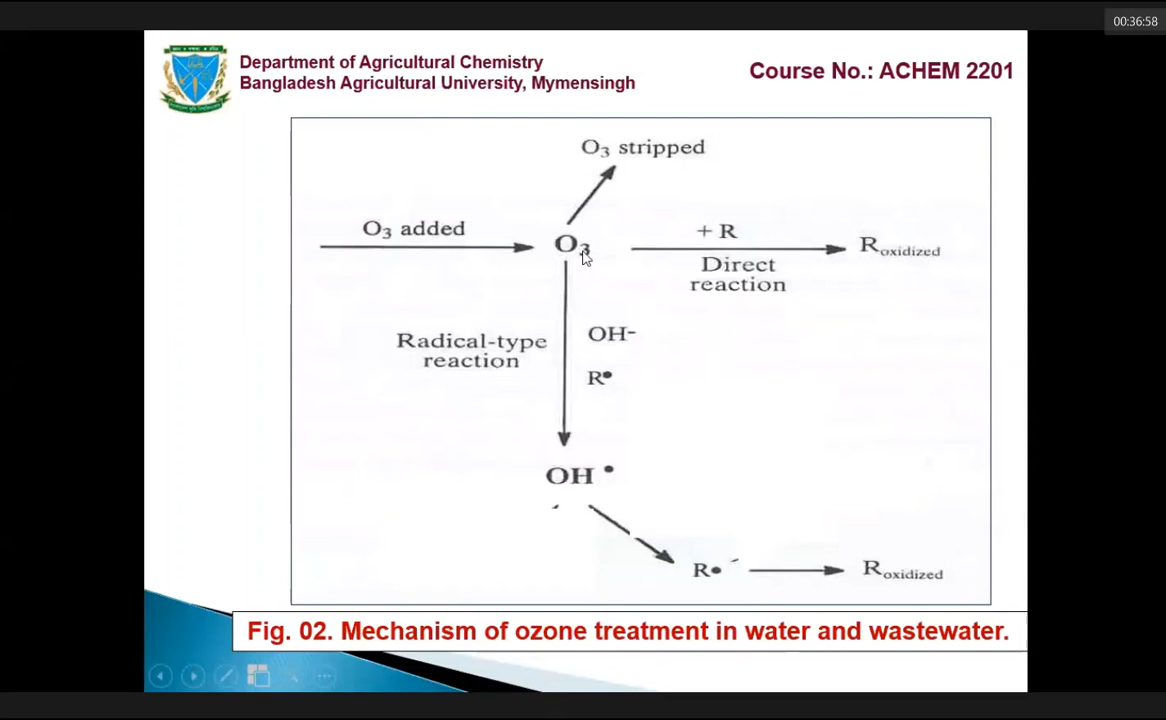 00:36:58
Department of Agricultural Chemistry
Bangladesh Agricultural University, Mymensingh
Course No.: ACHEM 2201
O₃ stripped
O₃ added
O₃
+ R
Direct
reaction
Roxidized
Radical-type
reaction
OH-
R•
OH •
R•
Roxidized
Fig. 02. Mechanism of ozone treatment in water and wastewater.